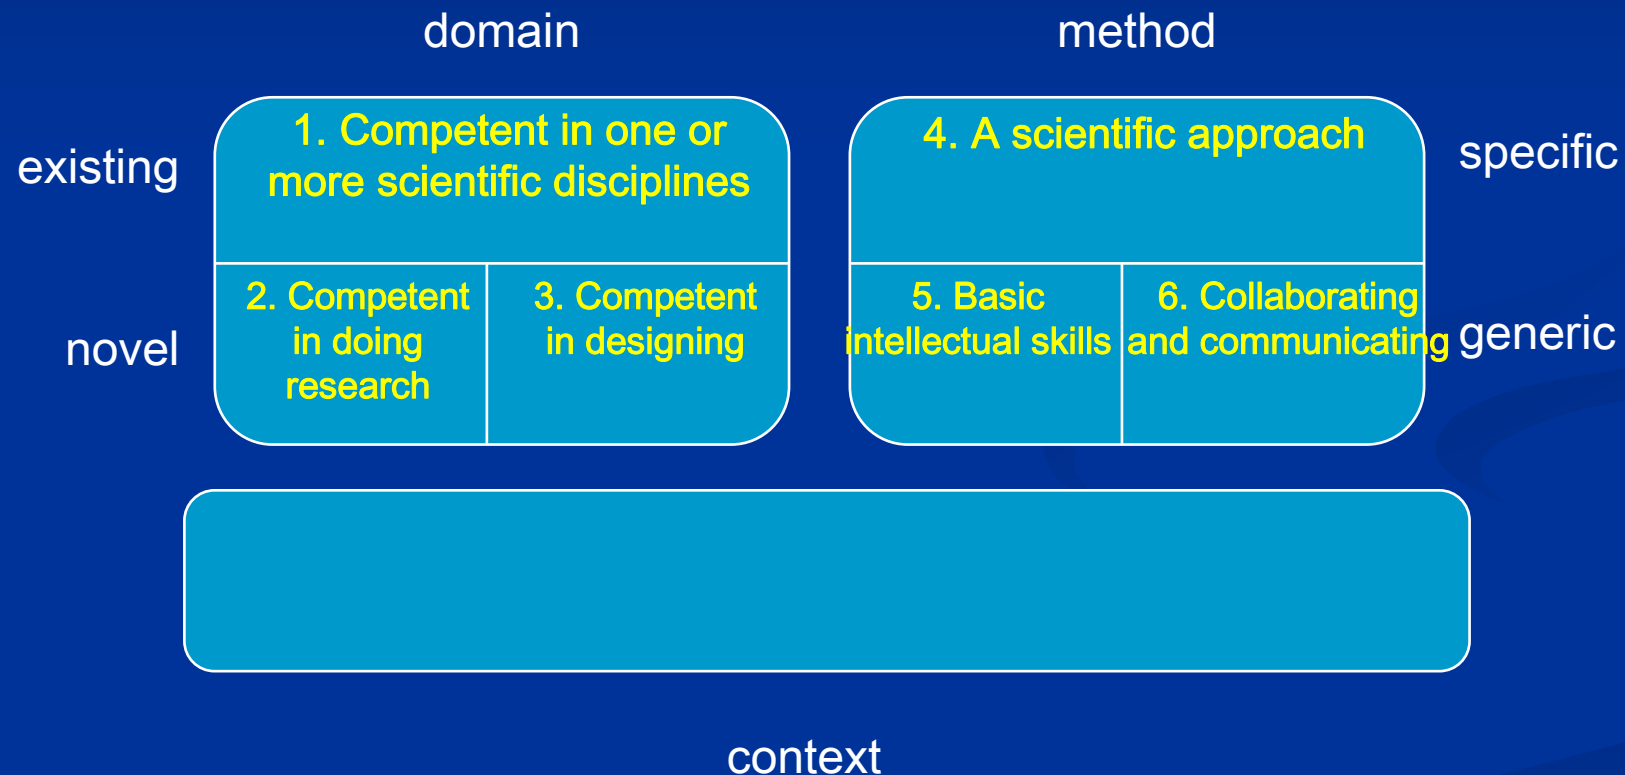 domain
method
existing
1. Competent in one or
more scientific disciplines
4. A scientific approach
specific
novel
2. Competent
in doing
research
3. Competent
in designing
5. Basic
intellectual skills
6. Collaborating
and communicating
generic
context